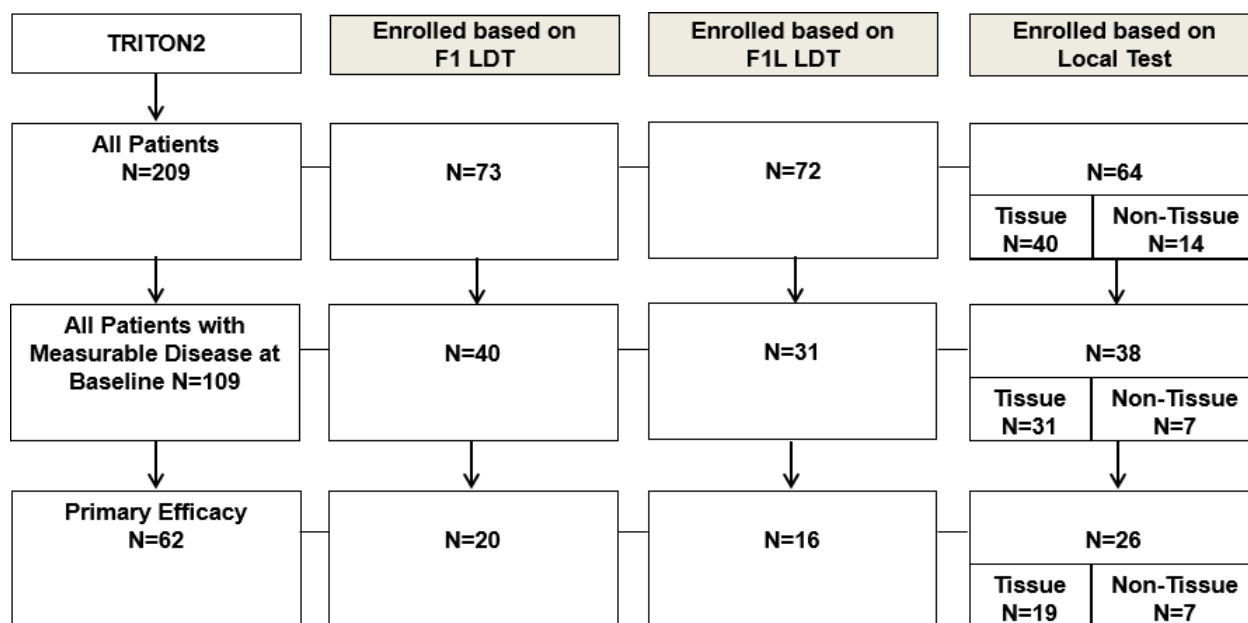 TRITON2
Enrolled based on
F1 LDT
Enrolled based on
F1L LDT
Enrolled based on
Local Test
All Patients
N=209
N=73
N=72
N=64
Tissue
N=40
Non-Tissue
N=14
All Patients with
Measurable Disease at
Baseline N=109
N=40
N=31
N=38
Tissue
N=31
Non-Tissue
N=7
Primary Efficacy
N=62
N=20
N=16
N=26
Tissue
N=19
Non-Tissue
N=7